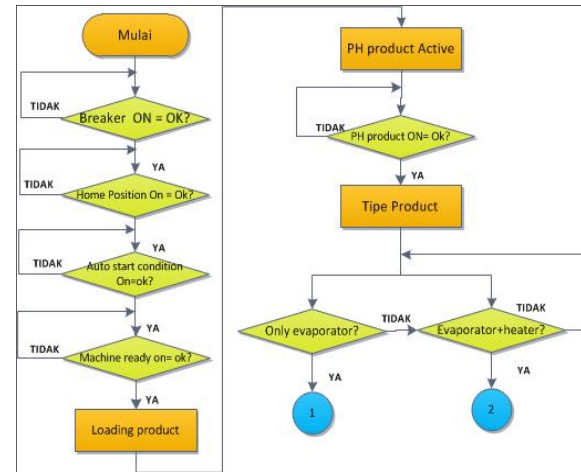 Mulai
TIDAK
Breaker ON = OK?
YA
TIDAK
Home Position On = Ok?
YA
TIDAK
Auto start condition
On=ok?
YA
TIDAK
Machine ready on= ok?
YA
Loading product
PH product Active
TIDAK
PH product ON= Ok?
YA
Tipe Product
Only evaporator?
TIDAK
Evaporator+heater?
TIDAK
YA
YA
1
2